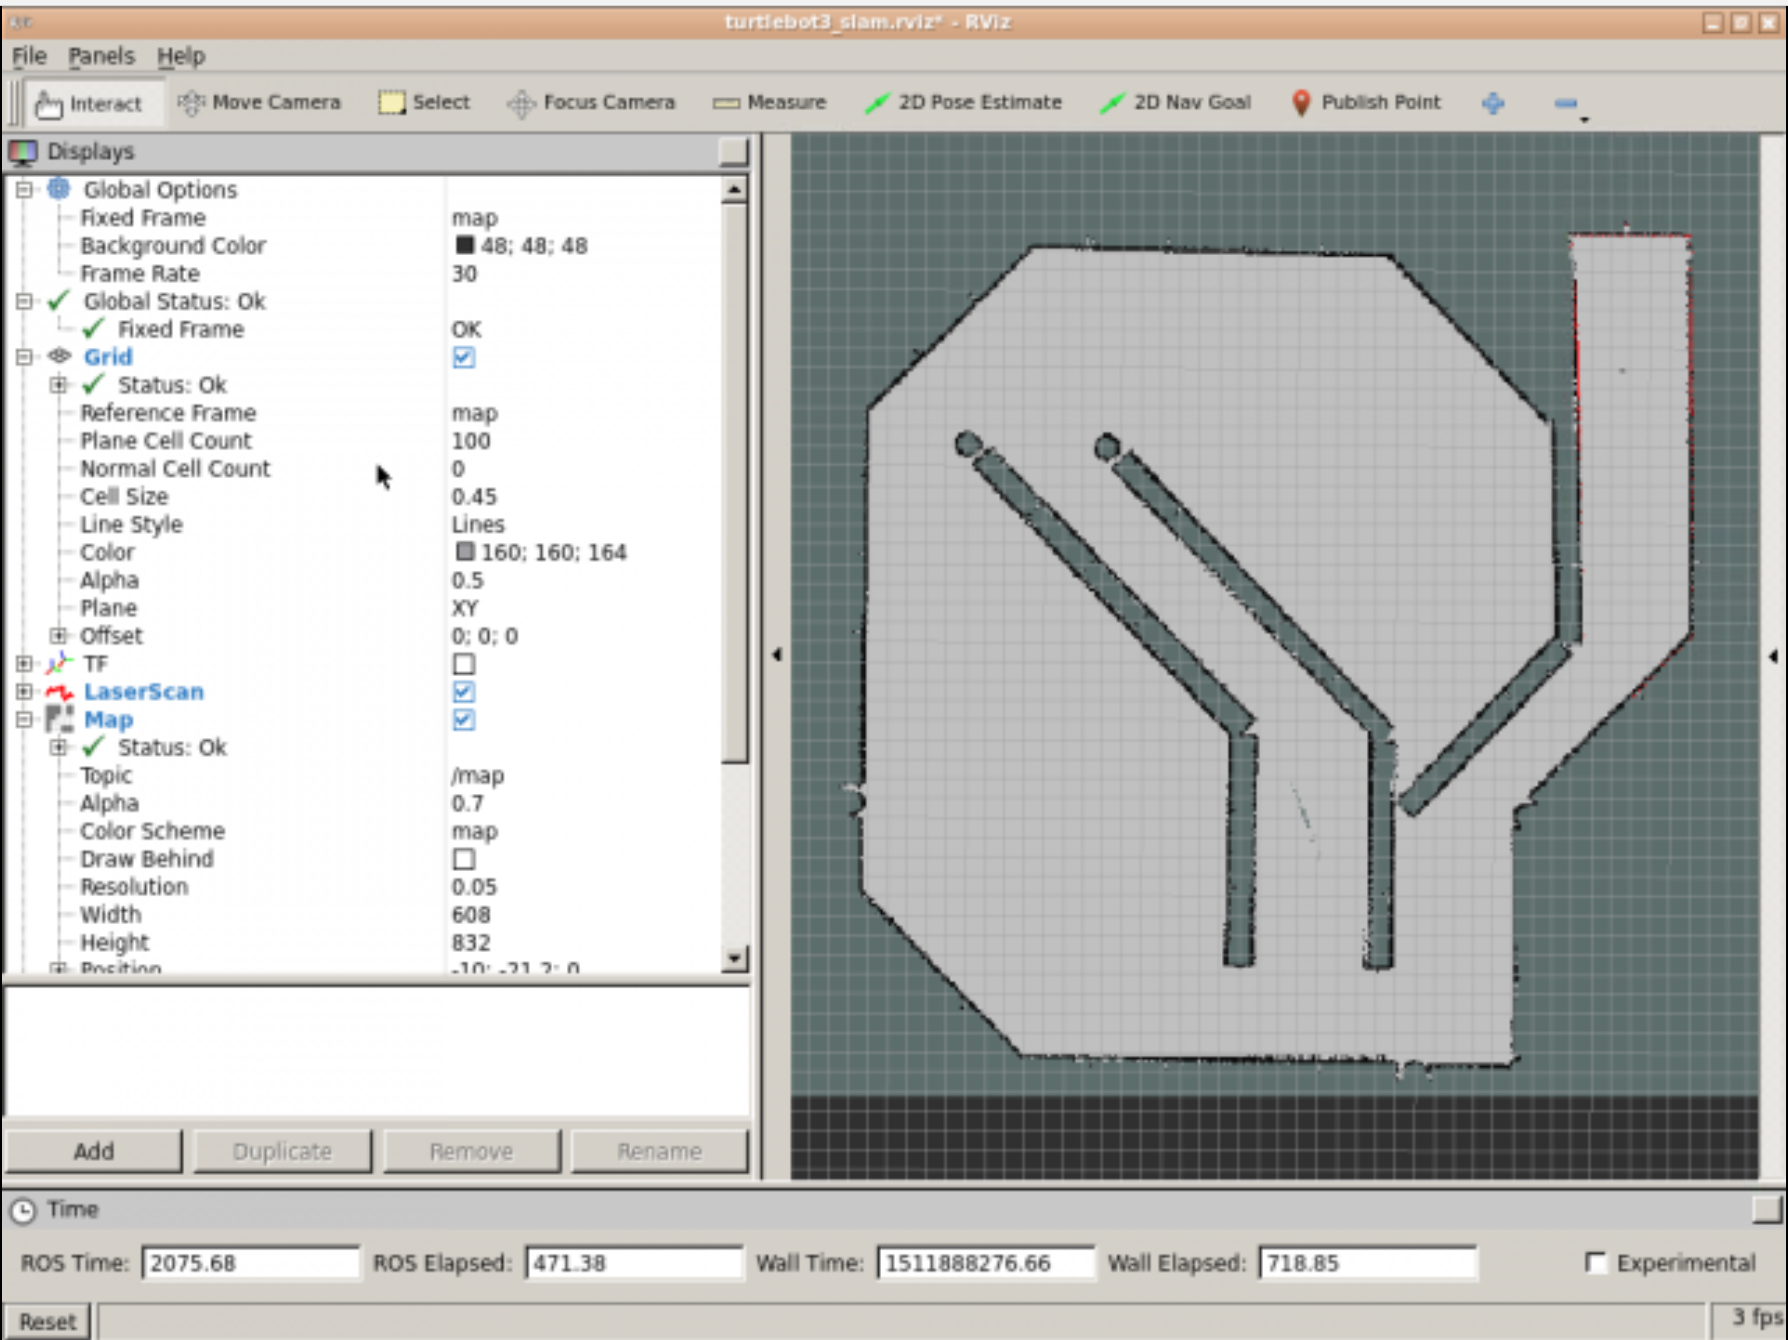 turtlebot3_slam.rviz* - RViz
File Panels Help
Interact Move Camera Select Focus Camera Measure 2D Pose Estimate 2D Nav Goal Publish Point
Displays
Global Options
Fixed Frame map
Background Color 48; 48; 48
Frame Rate 30
Global Status: Ok
Fixed Frame OK
Grid
Status: Ok
Reference Frame map
Plane Cell Count 100
Normal Cell Count 0
Cell Size 0.45
Line Style Lines
Color 160; 160; 164
Alpha 0.5
Plane XY
Offset 0; 0; 0
TF
LaserScan
Map
Status: Ok
Topic /map
Alpha 0.7
Color Scheme map
Draw Behind
Resolution 0.05
Width 608
Height 832
Position -10; -21.2; 0
Add Duplicate Remove Rename
Time
ROS Time: 2075.68 ROS Elapsed: 471.38 Wall Time: 1511888276.66 Wall Elapsed: 718.85 Experimental
Reset 3 fps